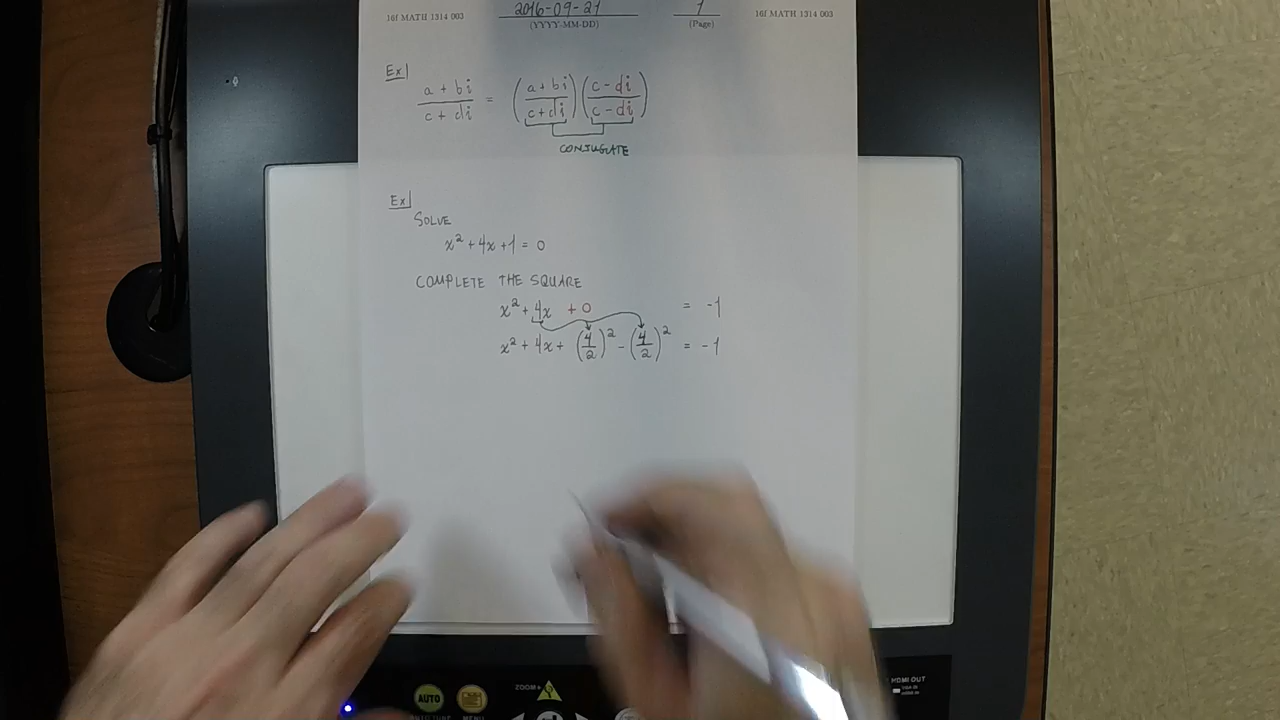 16f MATH 1314 003 2016-09-21 1 16f MATH 1314 003
(YYYY-MM-DD) (Page)
Ex|
a + bi / c + di = (a + bi / c + di)(c - di / c - di)
CONJUGATE
Ex|
SOLVE
x² + 4x + 1 = 0
COMPLETE THE SQUARE
x² + 4x + 0 = -1
x² + 4x + (4/2)² - (4/2)² = -1
ZOOM
HDMI OUT
AUTO
AUTO TUNE MENU